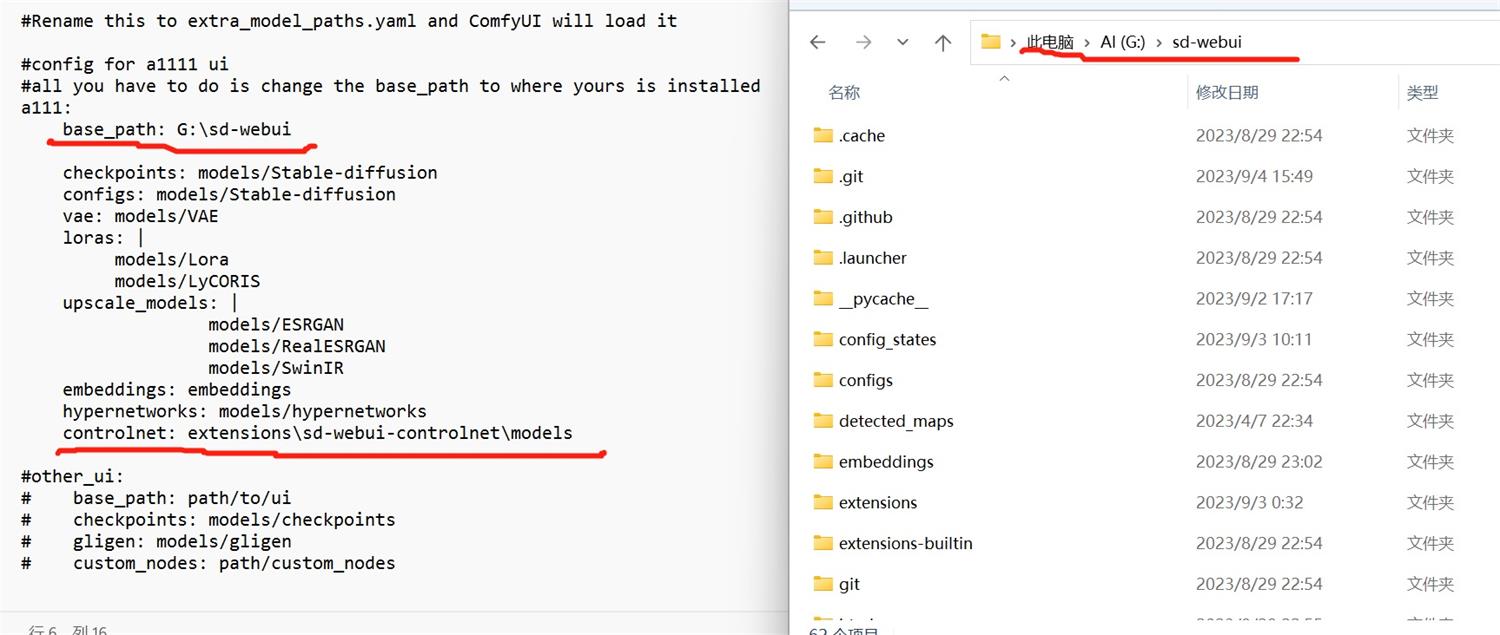 #Rename this to extra_model_paths.yaml and ComfyUI will load it
#config for a1111 ui
#all you have to do is change the base_path to where yours is installed
a111:
base_path: G:\sd-webui
checkpoints: models/Stable-diffusion
configs: models/Stable-diffusion
vae: models/VAE
loras: |
models/Lora
models/LyCORIS
upscale_models: |
models/ESRGAN
models/RealESRGAN
models/SwinIR
embeddings: embeddings
hypernetworks: models/hypernetworks
controlnet: extensions\sd-webui-controlnet\models
#other_ui:
# base_path: path/to/ui
# checkpoints: models/checkpoints
# gligen: models/gligen
# custom_nodes: path/custom_nodes
行 6, 列 16
此电脑 > AI (G:) > sd-webui
名称 修改日期 类型
.cache 2023/8/29 22:54 文件夹
.git 2023/9/4 15:49 文件夹
.github 2023/8/29 22:54 文件夹
.launcher 2023/8/29 22:54 文件夹
__pycache__ 2023/9/2 17:17 文件夹
config_states 2023/9/3 10:11 文件夹
configs 2023/8/29 22:54 文件夹
detected_maps 2023/4/7 22:34 文件夹
embeddings 2023/8/29 23:02 文件夹
extensions 2023/9/3 0:32 文件夹
extensions-builtin 2023/8/29 22:54 文件夹
git 2023/8/29 22:54 文件夹
个项目